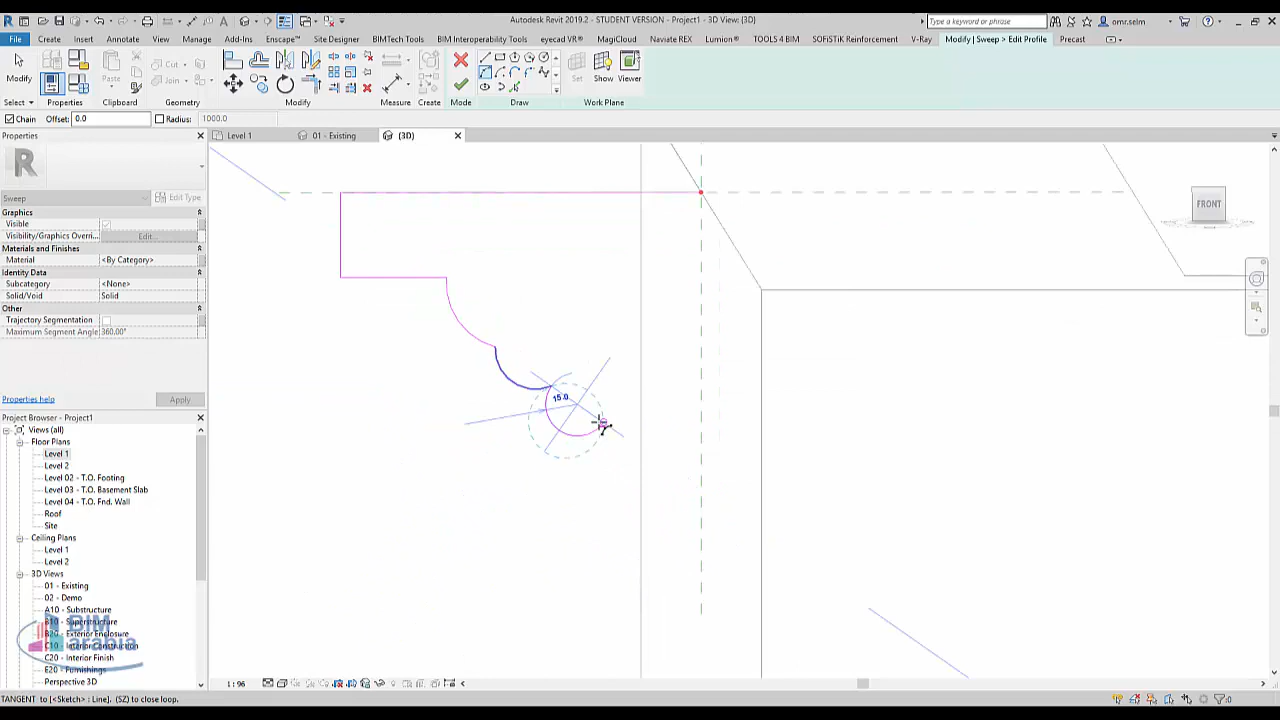 Autodesk Revit 2019.2 - STUDENT VERSION - Project1 - 3D View: {3D}
Type a keyword or phrase
omr.selm
File Create Insert Annotate View Manage Add-Ins Enscape™ Site Designer BIMTech Tools BIM Interoperability Tools eyecad VR® MagiCloud Naviate REX TOOLS 4 BIM SOFiSTiK Reinforcement V-Ray Modify | Sweep > Edit Profile Precast
Modify
Paste
Cut
Join
Set Show Viewer
Select Properties Clipboard Geometry Modify Measure Create Mode Draw Work Plane
Chain Offset: 0.0 Radius: 1000.0
Properties
Level 1 01 - Existing {3D}
Sweep Edit Type
Graphics
Visible
Visibility/Graphics Overri... Edit...
Materials and Finishes
Material <By Category>
Identity Data
Subcategory <None>
Solid/Void Solid
Other
Trajectory Segmentation
Maximum Segment Angle 360.00°
Properties help Apply
Project Browser - Project1
Views (all)
Floor Plans
Level 1
Level 2
Level 02 - T.O. Footing
Level 03 - T.O. Basement Slab
Level 04 - T.O. Fnd. Wall
Roof
Site
Ceiling Plans
Level 1
Level 2
3D Views
01 - Existing
02 - Demo
A10 - Substructure
B10 - Superstructure
B20 - Exterior Enclosure
C10 - Interior Construction
C20 - Interior Finish
E20 - Furnishings
Perspective 3D
BIM
arabia
FRONT
15.0
1 : 96
TANGENT to [<Sketch> : Line], (SZ) to close loop.
:0